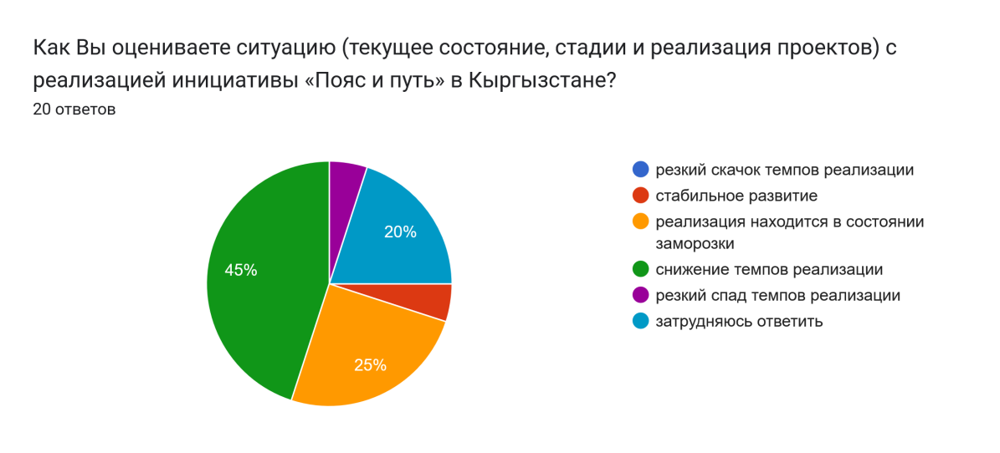 Как Вы оцениваете ситуацию (текущее состояние, стадии и реализация проектов) с
реализацией инициативы «Пояс и путь» в Кыргызстане?
20 ответов
20%
45%
25%
резкий скачок темпов реализации
стабильное развитие
реализация находится в состоянии
заморозки
снижение темпов реализации
резкий спад темпов реализации
затрудняюсь ответить